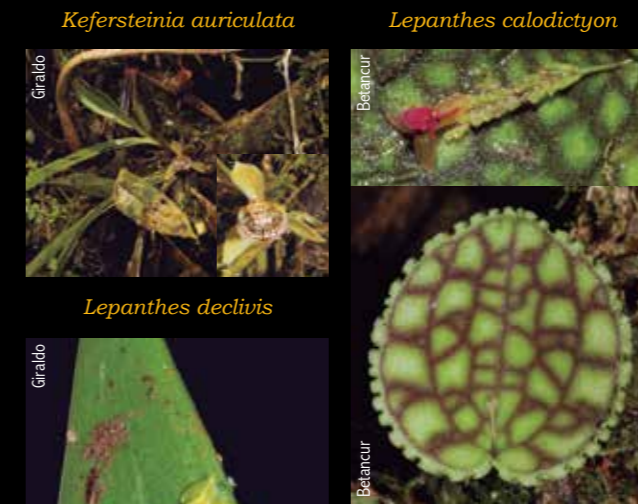 Kefersteinia auriculata
Giraldo
Lepanthes declivis
Giraldo
Lepanthes calodictyon
Betancur
Betancur